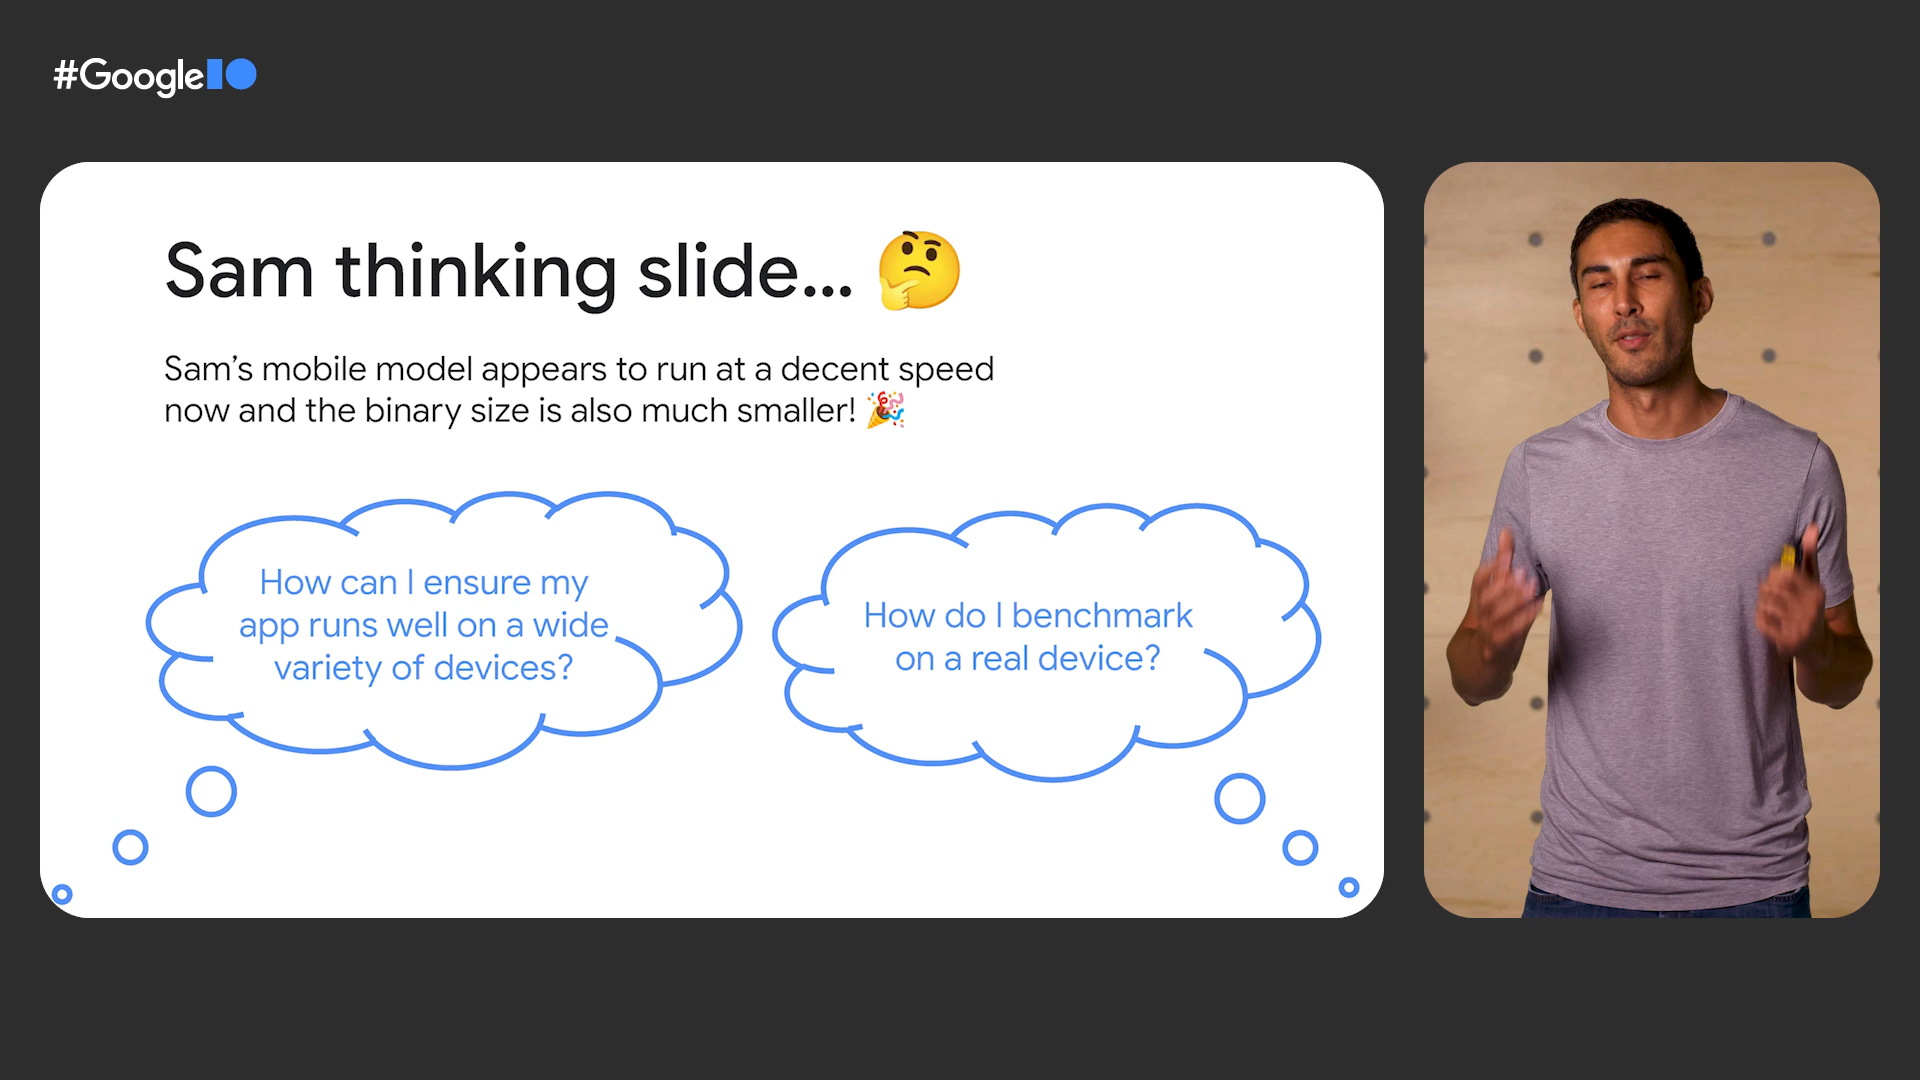 #GoogleIO
Sam thinking slide... 🤔
Sam’s mobile model appears to run at a decent speed
now and the binary size is also much smaller! 🎉
How can I ensure my
app runs well on a wide
variety of devices?
How do I benchmark
on a real device?